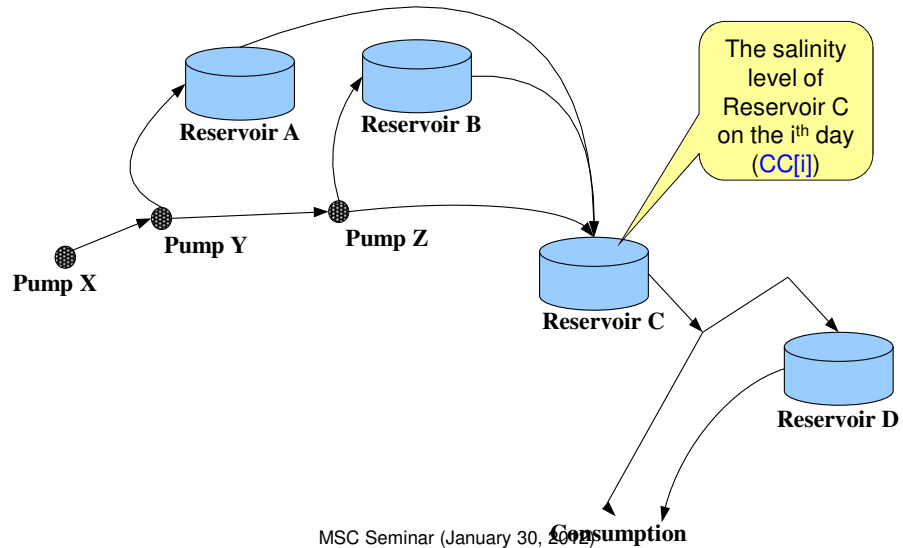 The salinity
level of
Reservoir C
on the ith day
(CC[i])
Reservoir A
Reservoir B
Pump Y
Pump Z
Pump X
Reservoir C
Reservoir D
Consumption
MSC Seminar (January 30, 2012)